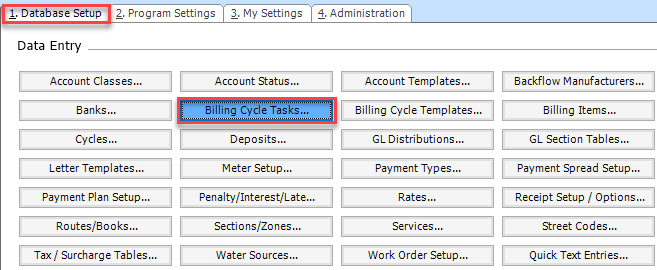 1. Database Setup 2. Program Settings 3. My Settings 4. Administration
Data Entry
Account Classes... Account Status... Account Templates... Backflow Manufacturers...
Banks... Billing Cycle Tasks... Billing Cycle Templates... Billing Items...
Cycles... Deposits... GL Distributions... GL Section Tables...
Letter Templates... Meter Setup... Payment Types... Payment Spread Setup...
Payment Plan Setup... Penalty/Interest/Late... Rates... Receipt Setup / Options...
Routes/Books... Sections/Zones... Services... Street Codes...
Tax / Surcharge Tables... Water Sources... Work Order Setup... Quick Text Entries...